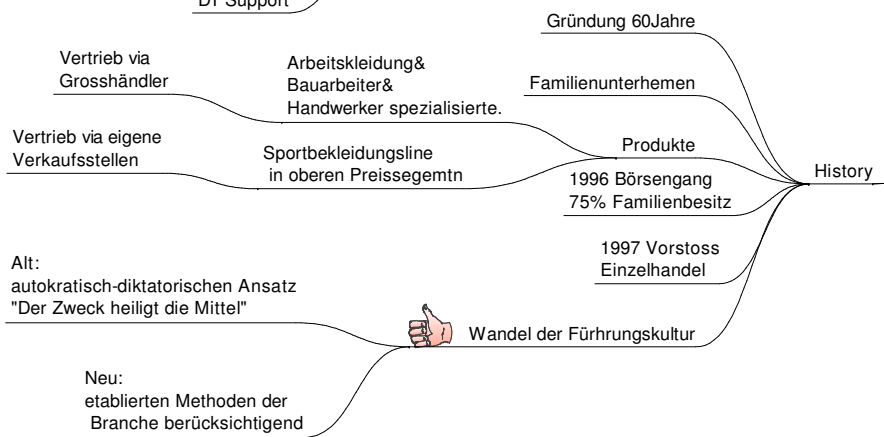 DT Support
Gründung 60Jahre
Familienunterhemen
Vertrieb via
Grosshändler
Arbeitskleidung&
Bauarbeiter&
Handwerker spezialisierte.
Vertrieb via eigene
Verkaufsstellen
Sportbekleidungsline
in oberen Preissegemtn
Produkte
1996 Börsengang
75% Familienbesitz
History
1997 Vorstoss
Einzelhandel
Alt:
autokratisch-diktatorischen Ansatz
"Der Zweck heiligt die Mittel"
Wandel der Fürhrungskultur
Neu:
etablierten Methoden der
Branche berücksichtigend